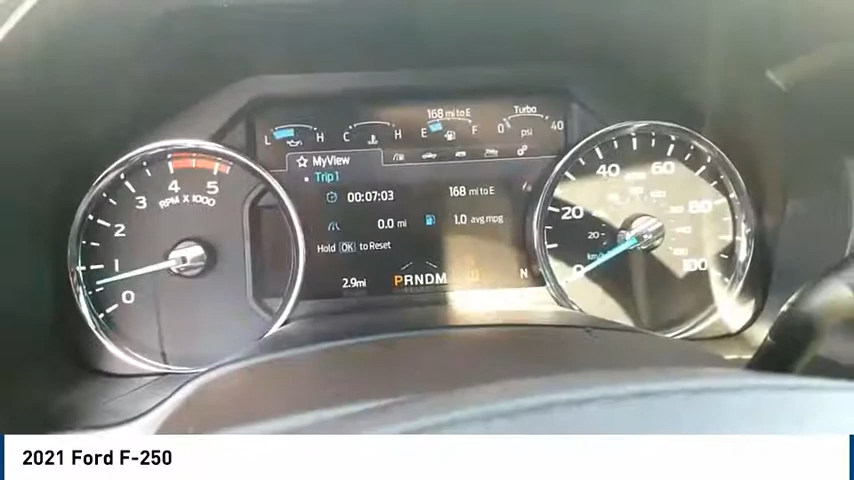 168 mi to E
Turbo
L H C H E F 0 40
psi
MyView
Trip 1
00:07:03
168 mi to E
0.0 mi
1.0 avg mpg
Hold OK to Reset
2.9mi
PRNDM
N
0 1 2 3 4 5
RPM X 1000
0 20 40 60 80 100
20
2021 Ford F-250